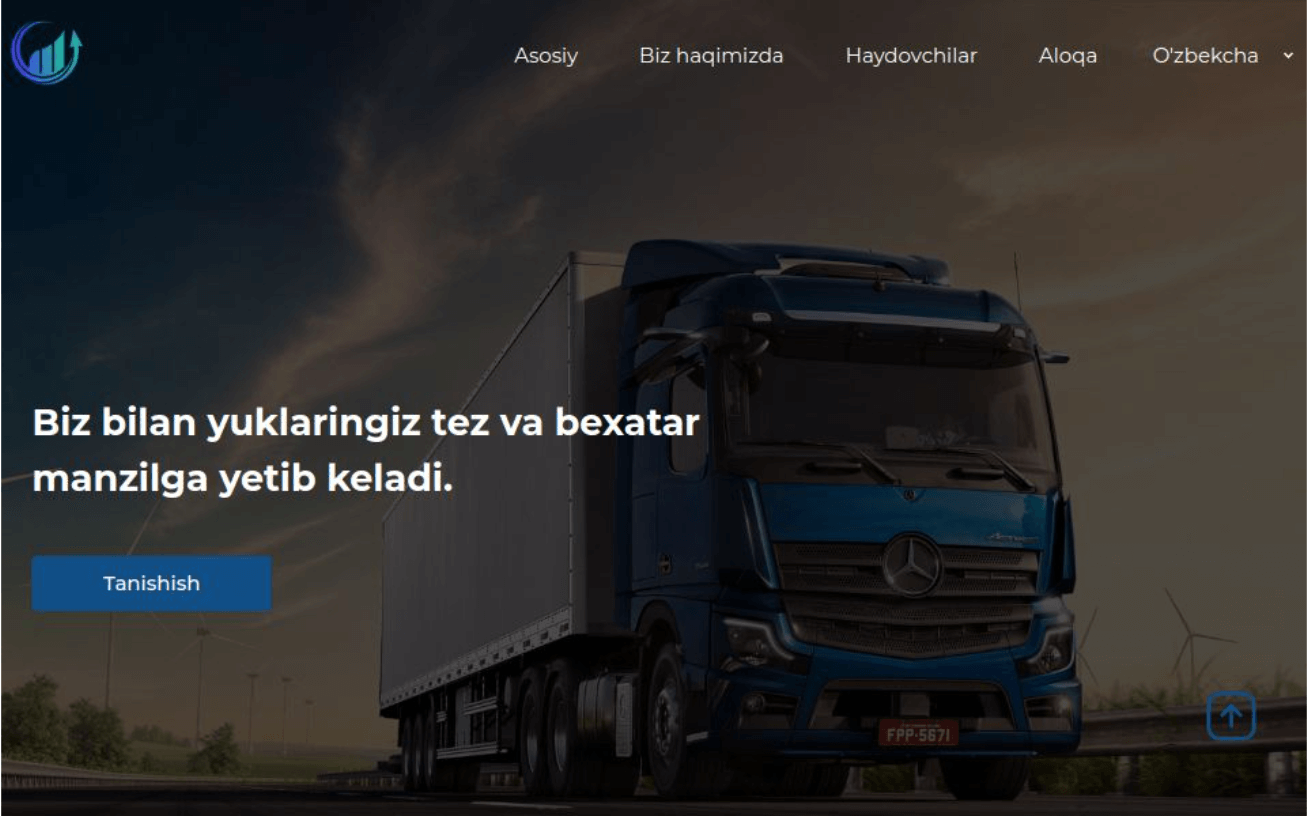 Asosiy
Biz haqimizda
Haydovchilar
Aloqa
O'zbekcha
Biz bilan yuklaringiz tez va bexatar
manzilga yetib keladi.
Tanishish
FPP-5671